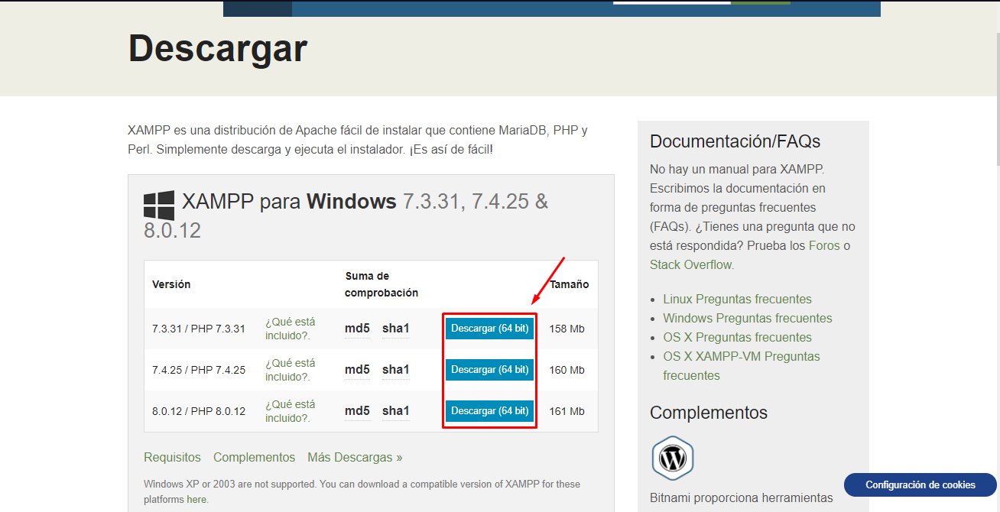 Descargar
XAMPP es una distribución de Apache fácil de instalar que contiene MariaDB, PHP y
Perl. Simplemente descarga y ejecuta el instalador. ¡Es así de fácil!
XAMPP para Windows 7.3.31, 7.4.25 &
8.0.12
Versión
Suma de
comprobación
Tamaño
7.3.31 / PHP 7.3.31
¿Qué está
incluido?.
md5 sha1
Descargar (64 bit)
158 Mb
7.4.25 / PHP 7.4.25
¿Qué está
incluido?.
md5 sha1
Descargar (64 bit)
160 Mb
8.0.12 / PHP 8.0.12
¿Qué está
incluido?.
md5 sha1
Descargar (64 bit)
161 Mb
Requisitos Complementos Más Descargas »
Windows XP or 2003 are not supported. You can download a compatible version of XAMPP for these
platforms here.
Documentación/FAQs
No hay un manual para XAMPP.
Escribimos la documentación en
forma de preguntas frecuentes
(FAQs). ¿Tienes una pregunta que no
está respondida? Prueba los Foros o
Stack Overflow.
Linux Preguntas frecuentes
Windows Preguntas frecuentes
OS X Preguntas frecuentes
OS X XAMPP-VM Preguntas
frecuentes
Complementos
W
Bitnami proporciona herramientas
Configuración de cookies